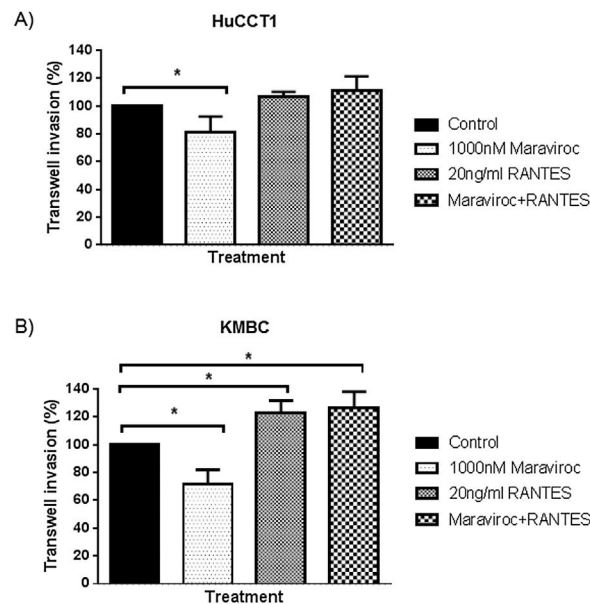 A)
HuCCT1
Transwell invasion (%)
140
120
100
80
60
40
20
0
*
Treatment
Control
1000nM Maraviroc
20ng/ml RANTES
Maraviroc+RANTES
B)
KMBC
Transwell invasion (%)
140
120
100
80
60
40
20
0
*
*
*
Treatment
Control
1000nM Maraviroc
20ng/ml RANTES
Maraviroc+RANTES